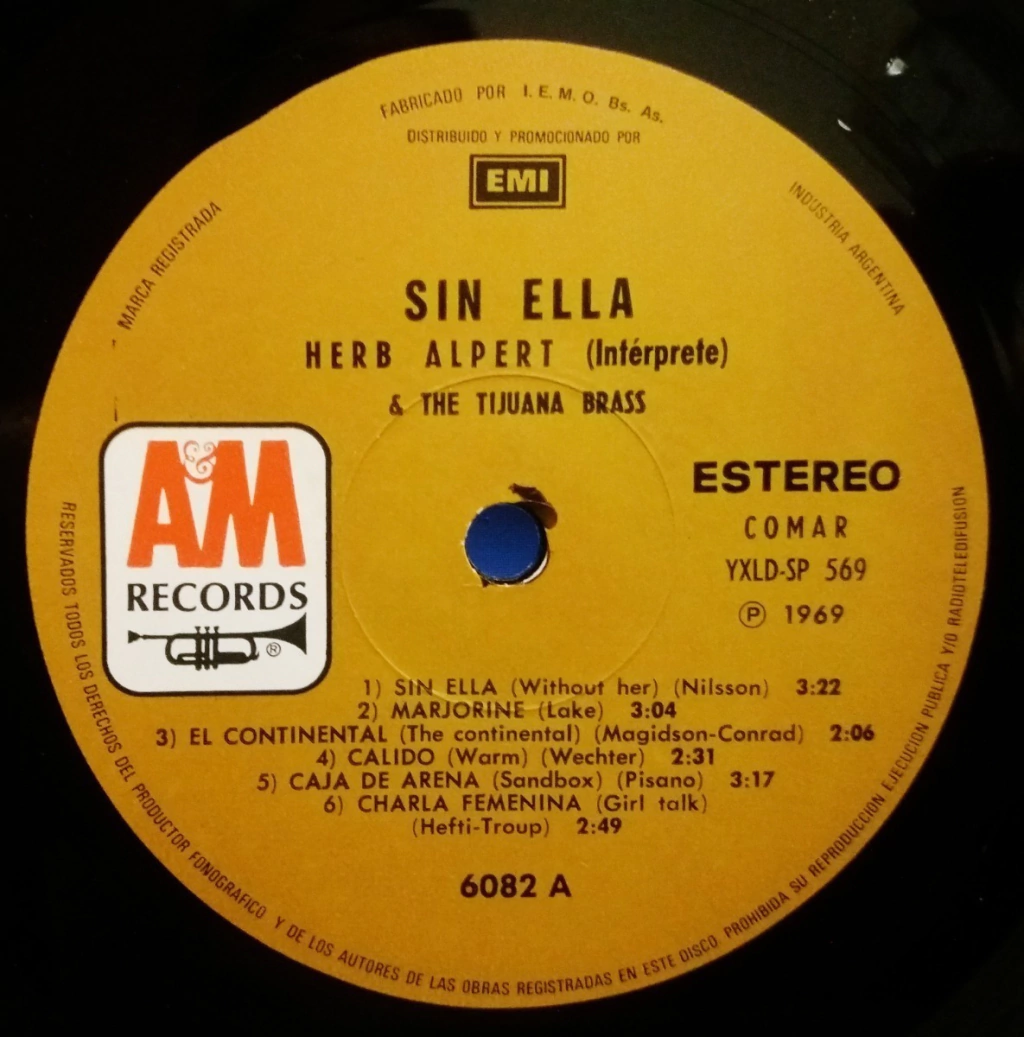 FABRICADO POR I. E. M. O. Bs. As.
DISTRIBUIDO Y PROMOCIONADO POR
EMI
MARCA REGISTRADA
INDUSTRIA ARGENTINA
SIN ELLA
HERB ALPERT (Intérprete)
& THE TIJUANA BRASS
A&M
RECORDS
®
ESTEREO
COMAR
YXLD-SP 569
Ⓟ 1969
1) SIN ELLA (Without her) (Nilsson) 3:22
2) MARJORINE (Lake) 3:04
3) EL CONTINENTAL (The continental) (Magidson-Conrad) 2:06
4) CALIDO (Warm) (Wechter) 2:31
5) CAJA DE ARENA (Sandbox) (Pisano) 3:17
6) CHARLA FEMENINA (Girl talk)
(Hefti-Troup) 2:49
6082 A
RESERVADOS TODOS LOS DERECHOS DEL PRODUCTOR FONOGRAFICO Y DE LOS AUTORES DE LAS OBRAS REGISTRADAS EN ESTE DISCO. PROHIBIDA SU REPRODUCCION EJECUCION PUBLICA Y/O RADIOTELEDIFUSION